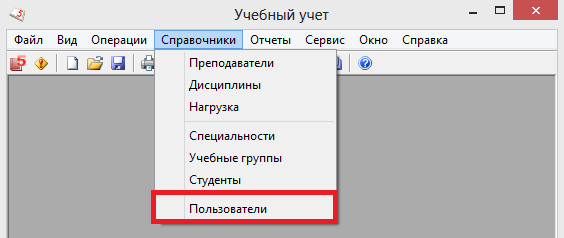 Учебный учет
Файл Вид Операции Справочники Отчеты Сервис Окно Справка
Преподаватели
Дисциплины
Нагрузка
Специальности
Учебные группы
Студенты
Пользователи